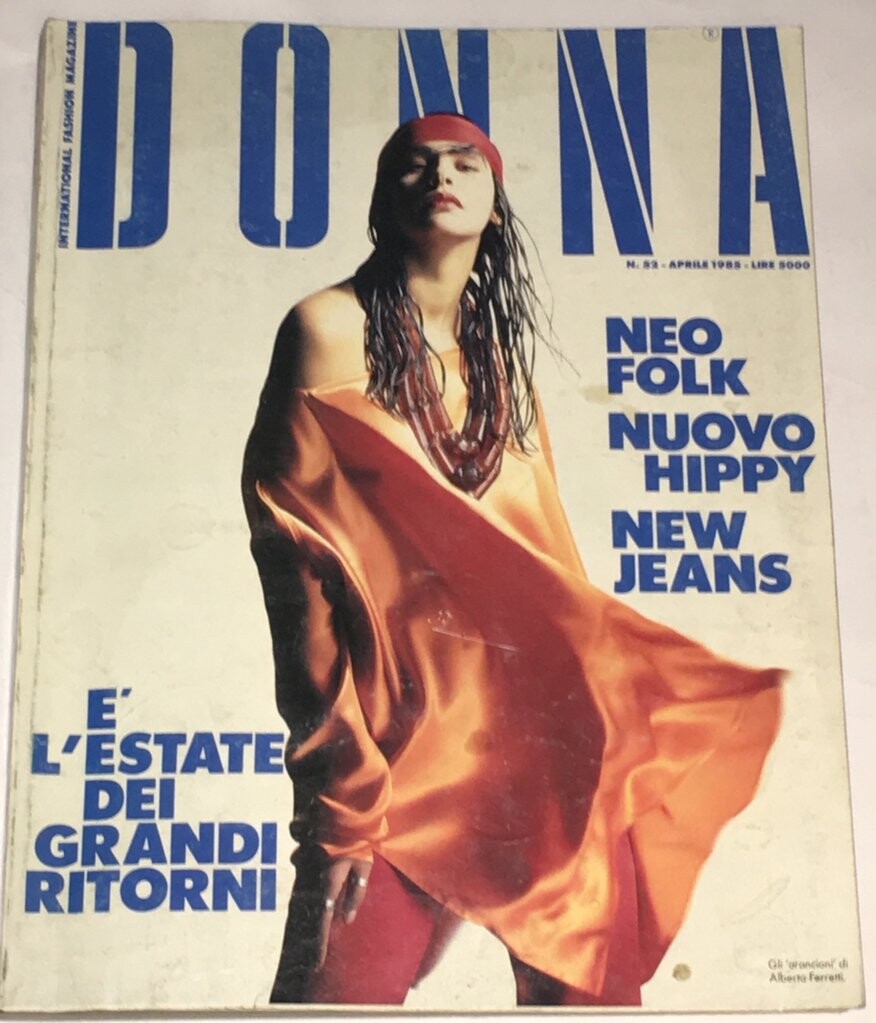 DONNA
®
INTERNATIONAL FASHION MAGAZINE
N. 52 - APRILE 1985 - LIRE 5000
NEO
FOLK
NUOVO
HIPPY
NEW
JEANS
E'
L'ESTATE
DEI
GRANDI
RITORNI
Gli 'arancioni' di
Alberta Ferretti.